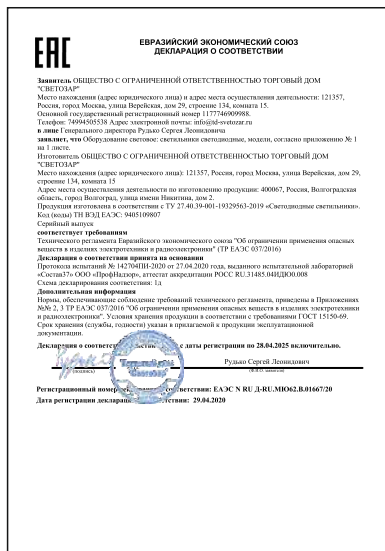 EAC
ЕВРАЗИЙСКИЙ ЭКОНОМИЧЕСКИЙ СОЮЗ
ДЕКЛАРАЦИЯ О СООТВЕТСТВИИ
Заявитель ОБЩЕСТВО С ОГРАНИЧЕННОЙ ОТВЕТСТВЕННОСТЬЮ ТОРГОВЫЙ ДОМ
"СВЕТОЗАР"
Место нахождения (адрес юридического лица) и адрес места осуществления деятельности: 121357,
Россия, город Москва, улица Верейская, дом 29, строение 134, комната 15.
Основной государственный регистрационный номер 1177746909988.
Телефон: 74994505538 Адрес электронной почты: info@td-svetozar.ru
в лице Генерального директора Рудько Сергея Леонидовича
заявляет, что Оборудование световое: светильники светодиодные, модели, согласно приложению № 1
на 1 листе.
Изготовитель ОБЩЕСТВО С ОГРАНИЧЕННОЙ ОТВЕТСТВЕННОСТЬЮ ТОРГОВЫЙ ДОМ
"СВЕТОЗАР"
Место нахождения (адрес юридического лица): 121357, Россия, город Москва, улица Верейская, дом 29,
строение 134, комната 15
Адрес места осуществления деятельности по изготовлению продукции: 400067, Россия, Волгоградская
область, город Волгоград, улица имени Никитина, дом 2.
Продукция изготовлена в соответствии с ТУ 27.40.39-001-19329563-2019 «Светодиодные светильники».
Код (коды) ТН ВЭД ЕАЭС: 9405109807
Серийный выпуск
соответствует требованиям
Технического регламента Евразийского экономического союза "Об ограничении применения опасных
веществ в изделиях электротехники и радиоэлектроники" (ТР ЕАЭС 037/2016)
Декларация о соответствии принята на основании
Протокола испытаний № 142704ПИ-2020 от 27.04.2020 года, выданного испытательной лабораторией
«Состав37» ООО «ПрофНадзор», аттестат аккредитации РОСС RU.31485.04ИДЮ0.008
Схема декларирования соответствия: 1д
Дополнительная информация
Нормы, обеспечивающие соблюдение требований технического регламента, приведены в Приложениях
№№ 2, 3 ТР ЕАЭС 037/2016 "Об ограничении применения опасных веществ в изделиях электротехники
и радиоэлектроники". Условия хранения продукции в соответствии с требованиями ГОСТ 15150-69.
Срок хранения (службы, годности) указан в прилагаемой к продукции эксплуатационной
документации.
Декларация о соответствии с даты регистрации по 28.04.2025 включительно.
Рудько Сергей Леонидович
(подпись) (Ф.И.О. заявителя)
Торговый дом
Светозар
Регистрационный номер соответствии: ЕАЭС N RU Д-RU.МЮ62.В.01667/20
Дата регистрации соответствии: 29.04.2020